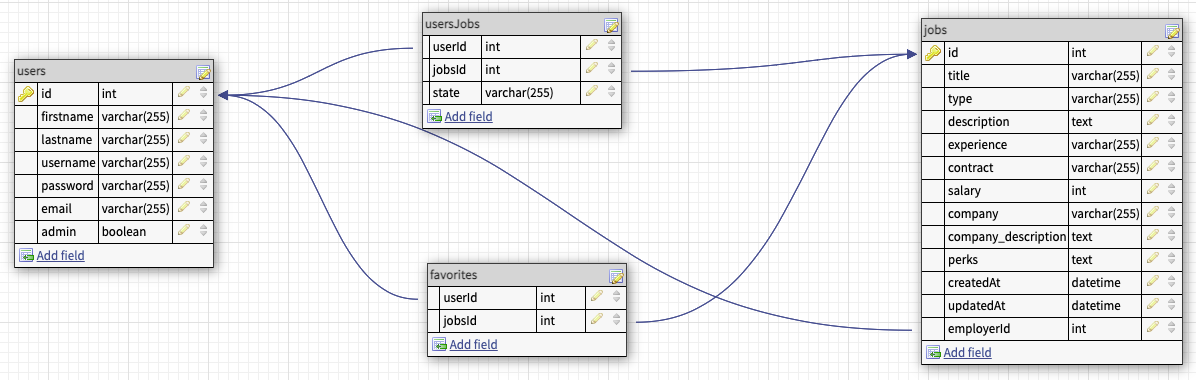 users
id int
firstname varchar(255)
lastname varchar(255)
username varchar(255)
password varchar(255)
email varchar(255)
admin boolean
Add field
usersJobs
userId int
jobsId int
state varchar(255)
Add field
favorites
userId int
jobsId int
Add field
jobs
id int
title varchar(255)
type varchar(255)
description text
experience varchar(255)
contract varchar(255)
salary int
company varchar(255)
company_description text
perks text
createdAt datetime
updatedAt datetime
employerId int
Add field